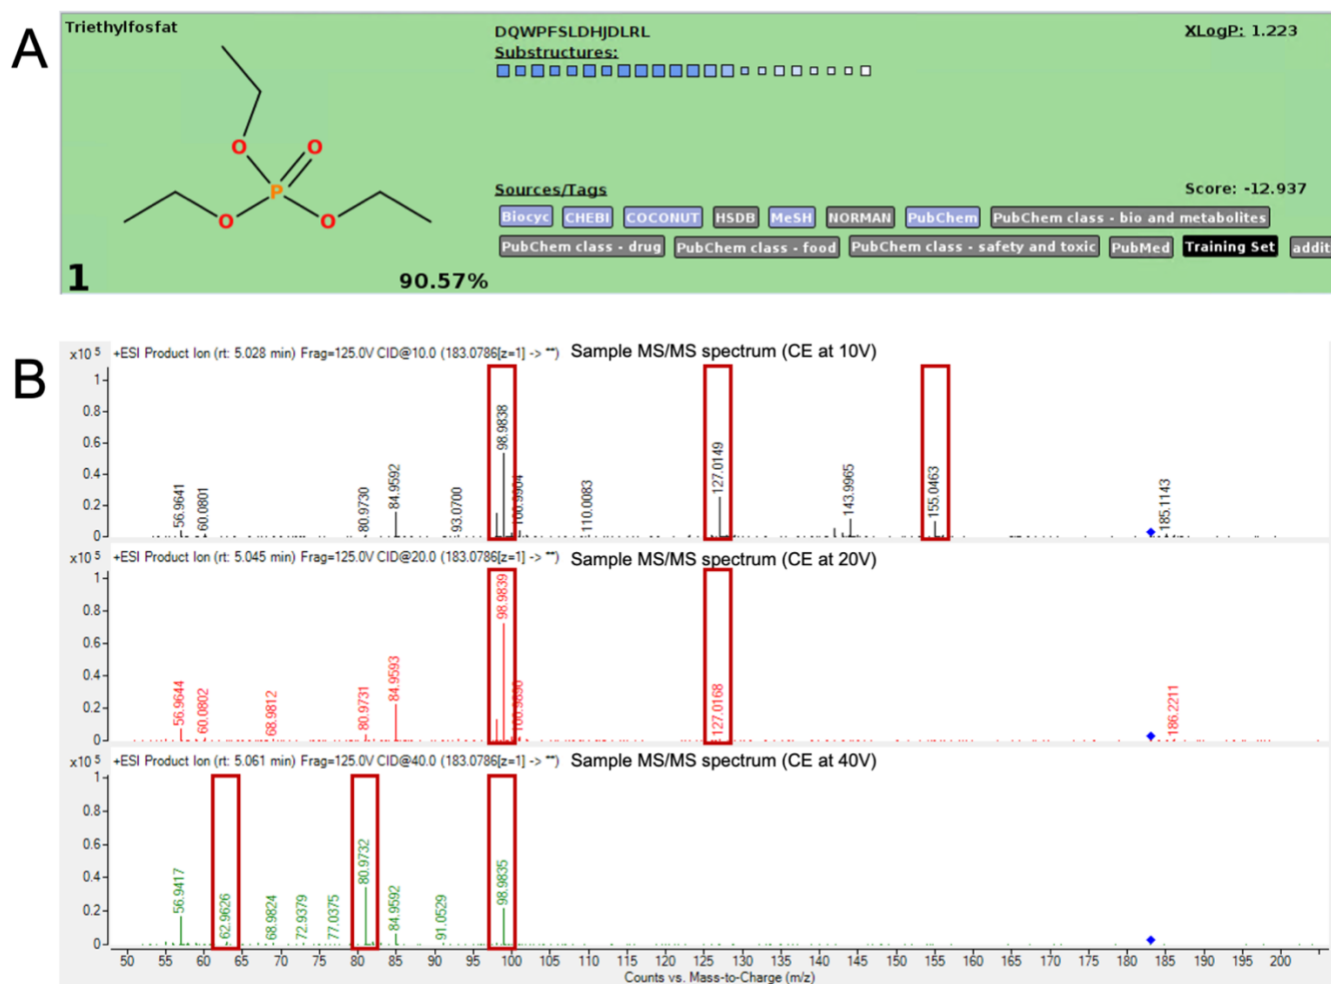 A
Triethylfosfat
O
O
P
O
O
1
90.57%
DQWPFSLDHJDLRL
Substructures:
XLogP: 1.223
Sources/Tags
Score: -12.937
Biocyc CHEBI COCONUT HSDB MeSH NORMAN PubChem PubChem class - bio and metabolites
PubChem class - drug PubChem class - food PubChem class - safety and toxic PubMed Training Set addit
B
x10 5 +ESI Product Ion (rt: 5.028 min) Frag=125.0V CID@10.0 (183.0786[z=1] -> **) Sample MS/MS spectrum (CE at 10V)
1
0.8
0.6
0.4
0.2
0
56.9641
60.0801
80.9730
84.9592
93.0700
98.9838
100.9904
110.0083
127.0149
143.9965
155.0463
185.1143
x10 5 +ESI Product Ion (rt: 5.045 min) Frag=125.0V CID@20.0 (183.0786[z=1] -> **) Sample MS/MS spectrum (CE at 20V)
1
0.8
0.6
0.4
0.2
0
56.9644
60.0802
68.9812
80.9731
84.9593
98.9839
127.0168
186.2211
x10 5 +ESI Product Ion (rt: 5.061 min) Frag=125.0V CID@40.0 (183.0786[z=1] -> **) Sample MS/MS spectrum (CE at 40V)
1
0.8
0.6
0.4
0.2
0
56.9417
62.9626
68.9824
72.9379
77.0375
80.9732
84.9592
91.0529
98.9835
50 55 60 65 70 75 80 85 90 95 100 105 110 115 120 125 130 135 140 145 150 155 160 165 170 175 180 185 190 195 200
Counts vs. Mass-to-Charge (m/z)